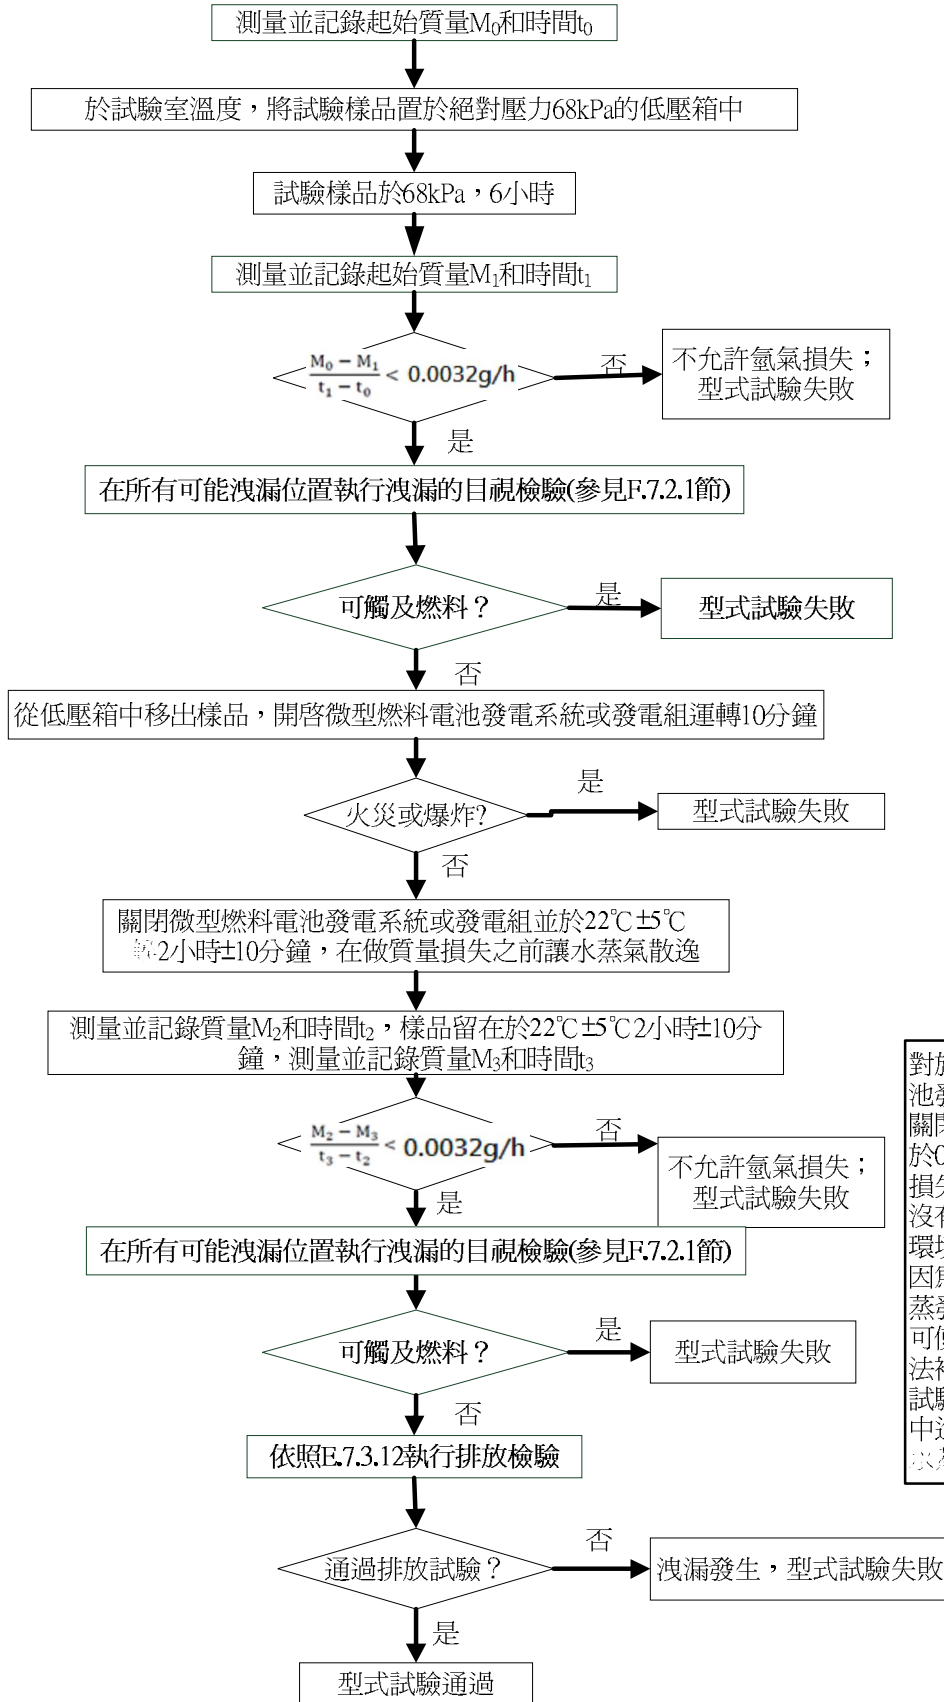 測量並記錄起始質量M₀和時間t₀
於試驗室溫度，將試驗樣品置於絕對壓力68kPa的低壓箱中
試驗樣品於68kPa，6小時
測量並記錄起始質量M₁和時間t₁
(M₀ − M₁)/(t₁ − t₀) < 0.0032g/h
否
不允許氫氣損失；
型式試驗失敗
是
在所有可能洩漏位置執行洩漏的目視檢驗(參見F.7.2.1節)
可觸及燃料？
是
型式試驗失敗
否
從低壓箱中移出樣品，開啓微型燃料電池發電系統或發電組運轉10分鐘
火災或爆炸?
是
型式試驗失敗
否
關閉微型燃料電池發電系統或發電組並於22℃±5℃
2小時±10分鐘，在做質量損失之前讓水蒸氣散逸
測量並記錄質量M₂和時間t₂，樣品留在於22℃±5℃2小時±10分
鐘，測量並記錄質量M₃和時間t₃
(M₂ − M₃)/(t₃ − t₂) < 0.0032g/h
否
不允許氫氣損失；
型式試驗失敗
是
在所有可能洩漏位置執行洩漏的目視檢驗(參見F.7.2.1節)
可觸及燃料？
是
型式試驗失敗
否
依照E.7.3.12執行排放檢驗
通過排放試驗？
否
洩漏發生，型式試驗失敗
是
型式試驗通過
對於
池發
關閉
於0
損失
沒有
環境
因為
蒸發
可使
法補
試驗
中